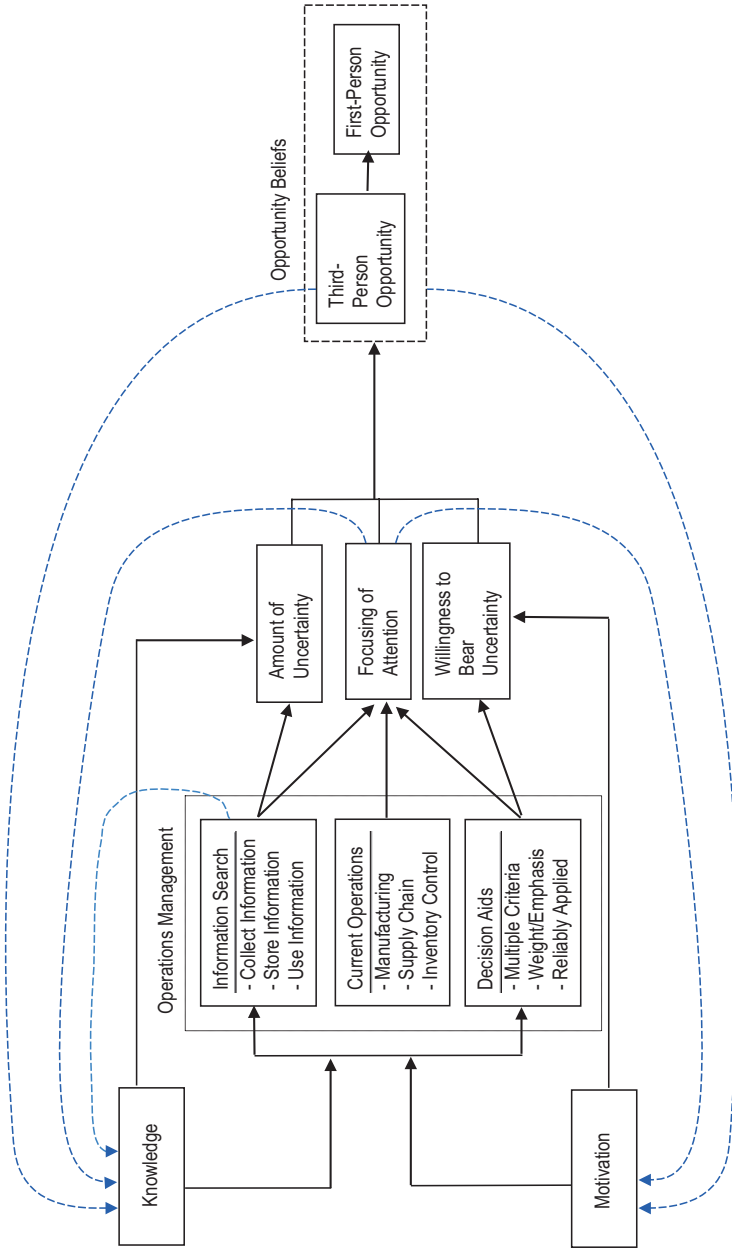 Knowledge
Motivation
Operations Management
Information Search
- Collect Information
- Store Information
- Use Information
Current Operations
- Manufacturing
- Supply Chain
- Inventory Control
Decision Aids
- Multiple Criteria
- Weight/Emphasis
- Reliably Applied
Amount of
Uncertainty
Focusing of
Attention
Willingness to
Bear
Uncertainty
Opportunity Beliefs
Third-
Person
Opportunity
First-Person
Opportunity